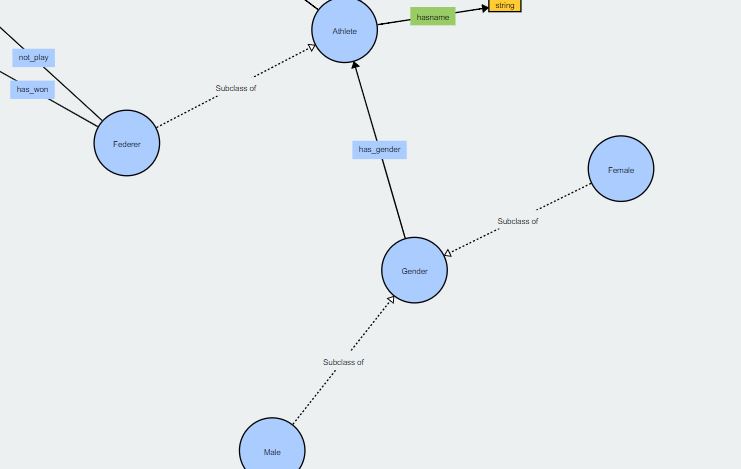 string
hasname
Athlete
not_play
has_won
Subclass of
Federer
has_gender
Female
Subclass of
Gender
Subclass of
Male